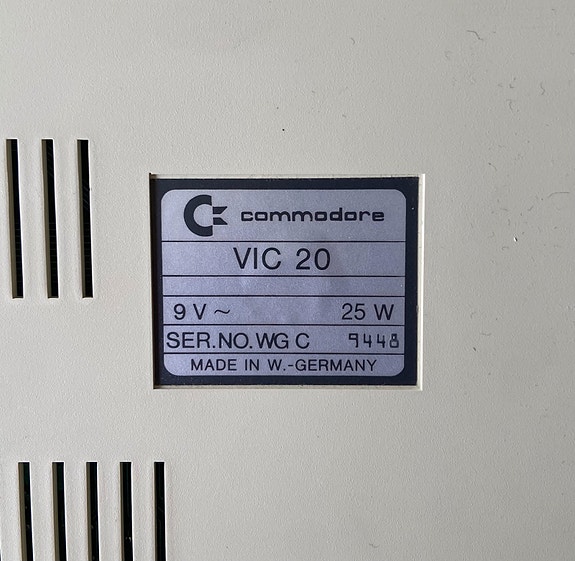 commodore
VIC 20
9 V ~ 25 W
SER.NO.WG C 9448
MADE IN W.-GERMANY